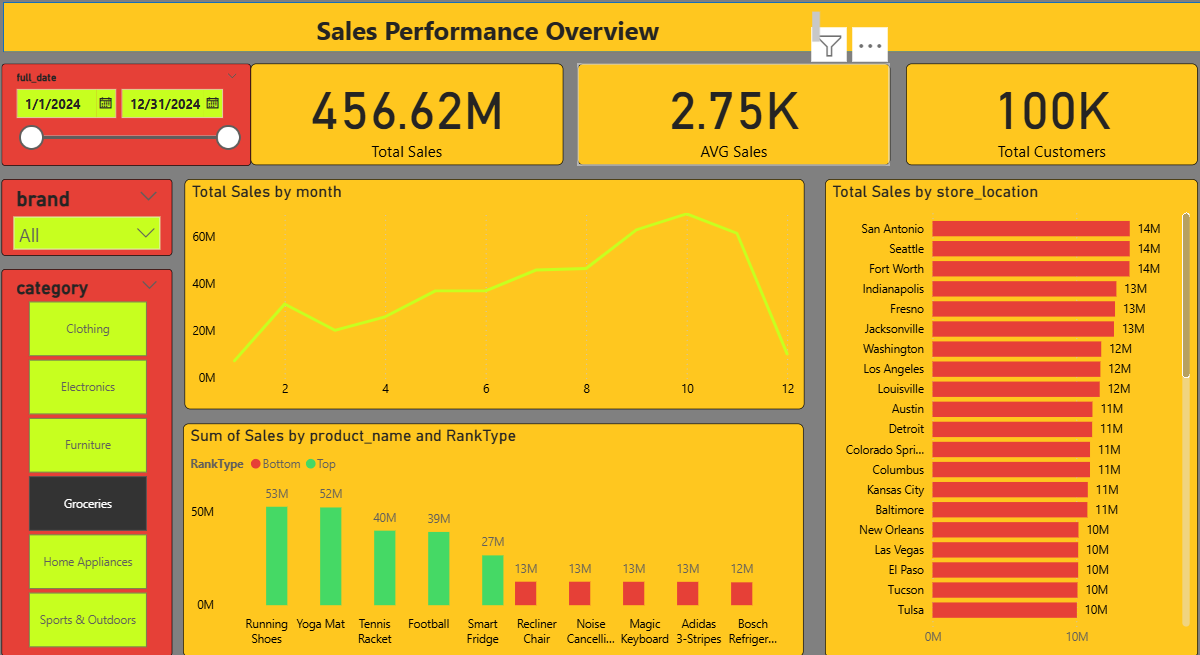 Sales Performance Overview
full_date
1/1/2024
12/31/2024
456.62M
Total Sales
2.75K
AVG Sales
100K
Total Customers
brand
All
category
Clothing
Electronics
Furniture
Groceries
Home Appliances
Sports & Outdoors
Total Sales by month
60M
40M
20M
0M
2 4 6 8 10 12
Sum of Sales by product_name and RankType
RankType Bottom Top
50M
0M
53M
52M
40M
39M
27M
13M
13M
13M
13M
12M
Running
Shoes
Yoga Mat
Tennis
Racket
Football
Smart
Fridge
Recliner
Chair
Noise
Cancelli...
Magic
Keyboard
Adidas
3-Stripes
Bosch
Refriger...
Total Sales by store_location
San Antonio 14M
Seattle 14M
Fort Worth 14M
Indianapolis 13M
Fresno 13M
Jacksonville 13M
Washington 12M
Los Angeles 12M
Louisville 12M
Austin 11M
Detroit 11M
Colorado Spri... 11M
Columbus 11M
Kansas City 11M
Baltimore 11M
New Orleans 10M
Las Vegas 10M
El Paso 10M
Tucson 10M
Tulsa 10M
0M 10M